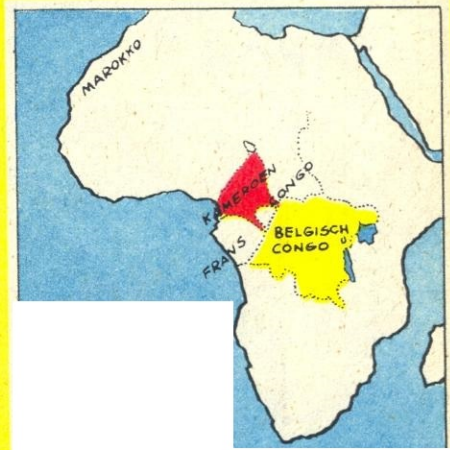 MAROKKO
KAMEROEN
FRANS CONGO
BELGISCH
CONGO